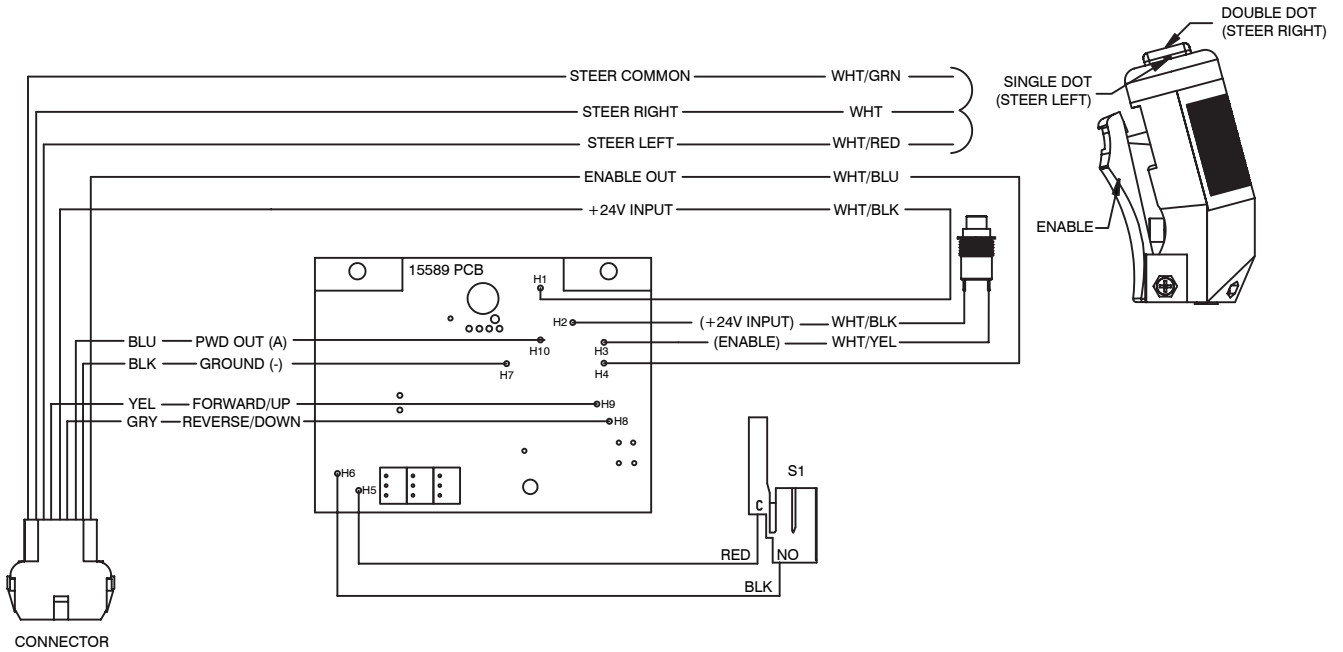 DOUBLE DOT
(STEER RIGHT)
SINGLE DOT
(STEER LEFT)
STEER COMMON WHT/GRN
STEER RIGHT WHT
STEER LEFT WHT/RED
ENABLE OUT WHT/BLU
+24V INPUT WHT/BLK
ENABLE
15589 PCB
H1
H2 (+24V INPUT) WHT/BLK
BLU PWD OUT (A) H10 H3 (ENABLE) WHT/YEL
BLK GROUND (-) H7 H4
YEL FORWARD/UP H9
GRY REVERSE/DOWN H8
H6
H5
S1
C
RED NO
BLK
CONNECTOR